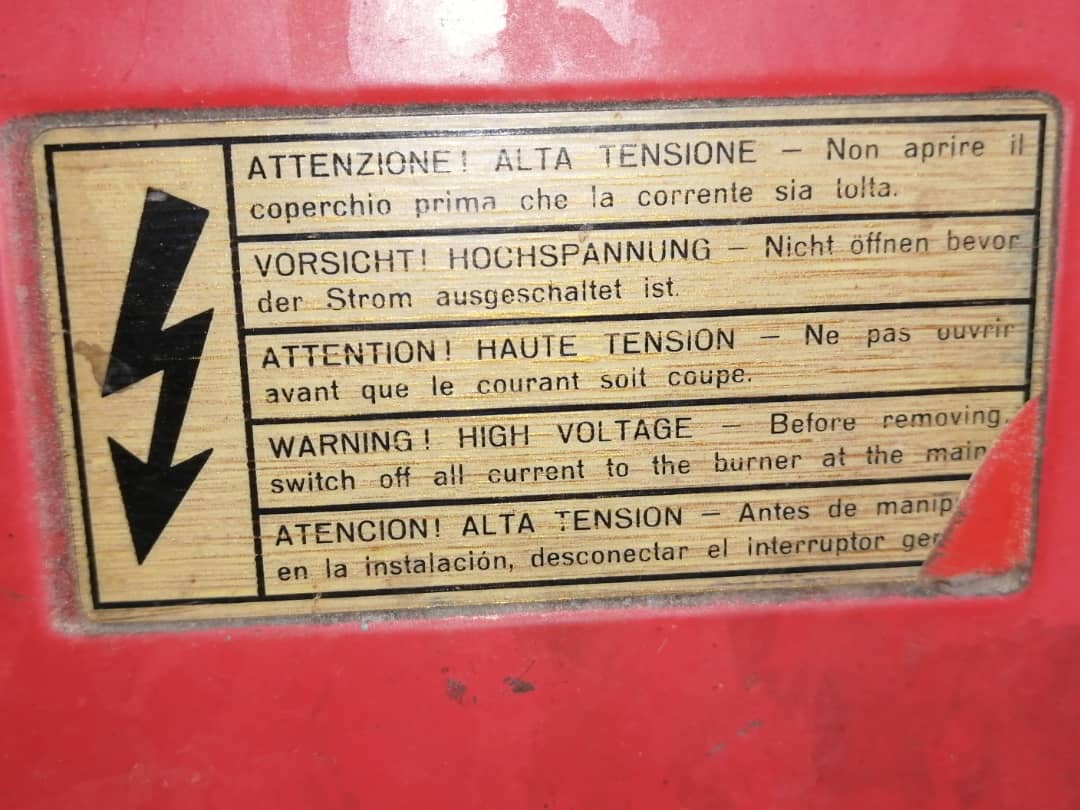 ATTENZIONE! ALTA TENSIONE — Non aprire il
coperchio prima che la corrente sia tolta.
VORSICHT! HOCHSPANNUNG — Nicht öffnen bevor
der Strom ausgeschaltet ist.
ATTENTION! HAUTE TENSION — Ne pas ouvrir
avant que le courant soit coupe.
WARNING! HIGH VOLTAGE — Before removing,
switch off all current to the burner at the main
ATENCION! ALTA TENSION — Antes de
en la instalación, desconectar el interruptor